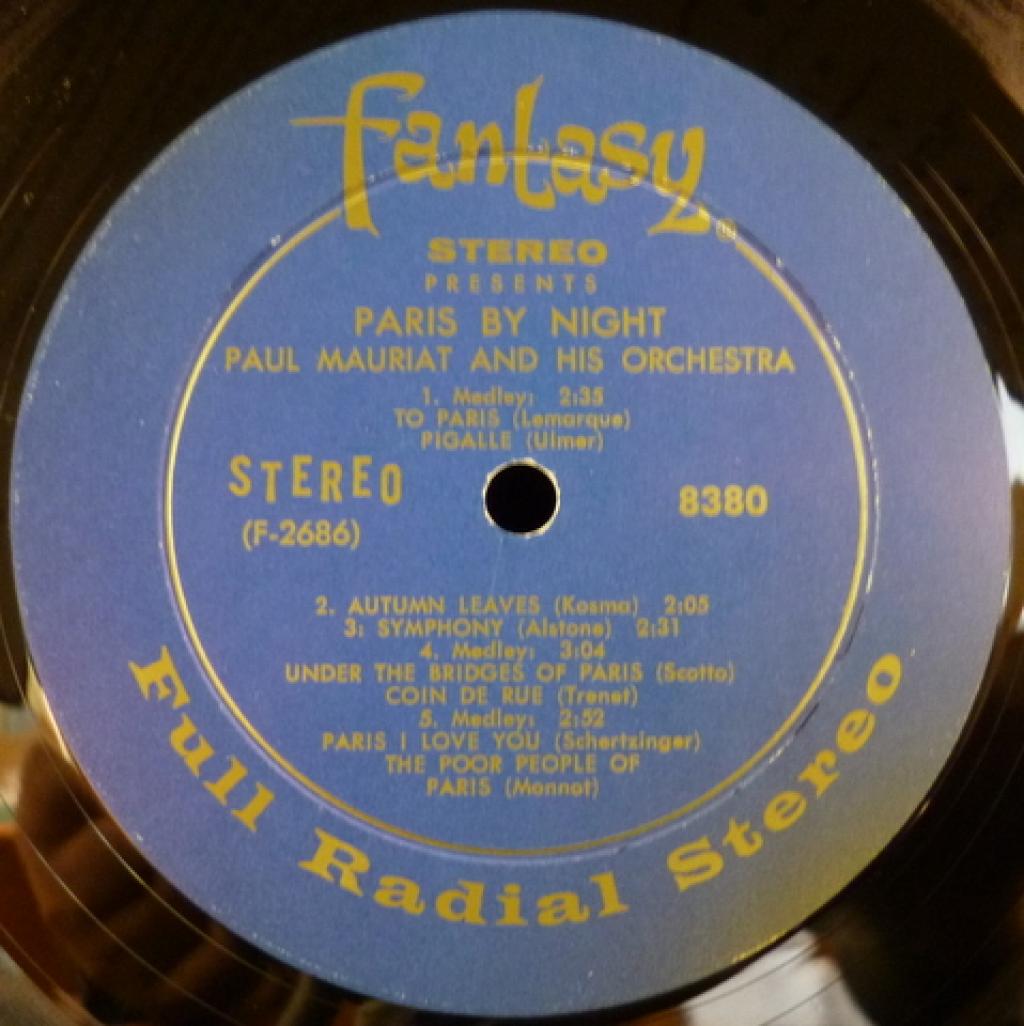 Fantasy®
STEREO
PRESENTS
PARIS BY NIGHT
PAUL MAURIAT AND HIS ORCHESTRA
1. Medley: 2:35
TO PARIS (Lemarque)
PIGALLE (Ulmer)
STEREO
(F-2686)
8380
2. AUTUMN LEAVES (Kosma) 2:05
3: SYMPHONY (Alstone) 2:31
4. Medley: 3:04
UNDER THE BRIDGES OF PARIS (Scotto)
COIN DE RUE (Trenet)
5. Medley: 2:52
PARIS I LOVE YOU (Schertzinger)
THE POOR PEOPLE OF
PARIS (Monnot)
Full Radial Stereo